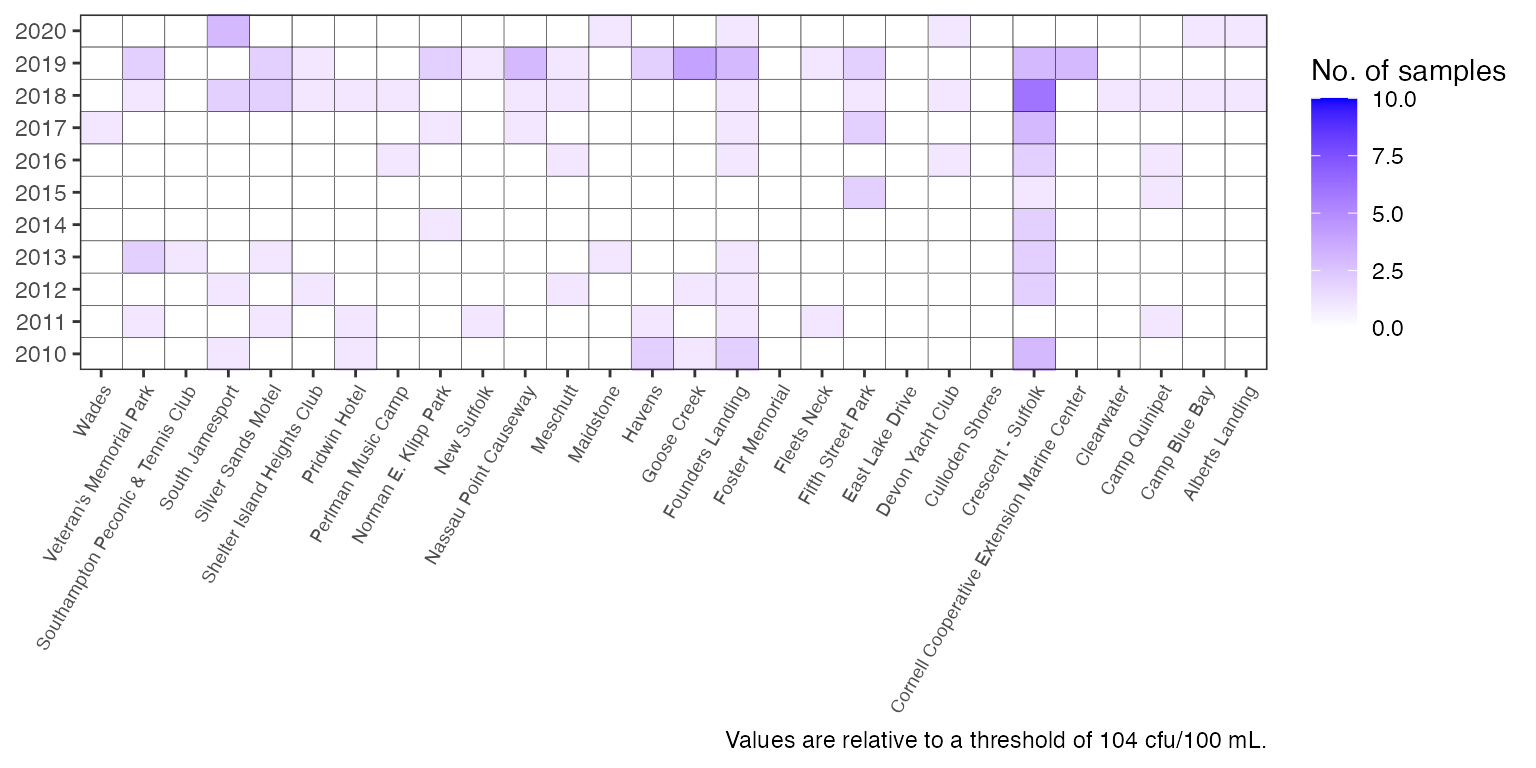 2020
2019
2018
2017
2016
2015
2014
2013
2012
2011
2010
Wades
Veteran's Memorial Park
Southampton Peconic & Tennis Club
South Jamesport
Silver Sands Motel
Shelter Island Heights Club
Pridwin Hotel
Perlman Music Camp
Norman E. Klipp Park
New Suffolk
Nassau Point Causeway
Meschutt
Maidstone
Havens
Goose Creek
Founders Landing
Foster Memorial
Fleets Neck
Fifth Street Park
East Lake Drive
Devon Yacht Club
Culloden Shores
Crescent - Suffolk
Cornell Cooperative Extension Marine Center
Clearwater
Camp Quinipet
Camp Blue Bay
Alberts Landing
No. of samples
10.0
7.5
5.0
2.5
0.0
Values are relative to a threshold of 104 cfu/100 mL.